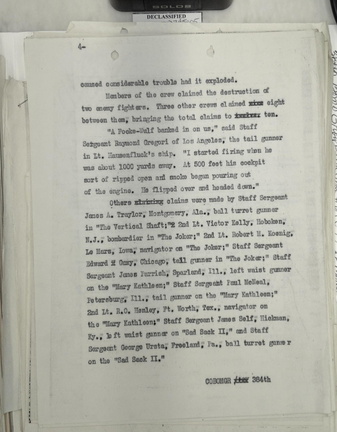 SOLOS
DECLASSIFIED
4-
caused considerable trouble had it exploded.
Members of the crew claimed the destruction of
two enemy fighters. Three other crews claimed eight
between them, bringing the total claims to ten.
"A Focke-Wulf banked in on us," said Staff
Sergeant Raymond Gregori of Los Angeles, the tail gunner
in Lt. ship. "I started firing when he
was about 1000 yards away. At 500 feet his cockpit
sort of ripped open and smoke began pouring out
of the engine. He flipped over and headed down."
Others claims were made by Staff Sergeant
James A. Traylor, Montgomery, Ala., ball turret gunner
in "The Vertical Shaft;" 2nd Lt. Victor Kelly, Hoboken,
N.J., bombardier in "The Joker;" 2nd Lt. Robert H. Koenig,
Le Mars, Iowa, navigator on "The Joker;" Staff Sergeant
Edward Chicago, tail gunner in "The Joker;" Staff
Sergeant James Parrich, Sparland, Ill., left waist gunner
on the "Mary Kathleen;" Staff Sergeant Paul McNeal,
Petersburg, Ill., tail gunner on the "Mary Kathleen;"
2nd Lt. R.O. Healey, Ft. Worth, Tex., navigator on
the "Mary Kathleen;" Staff Sergeant James Self, Hickman,
Ky., left waist gunner on "Sad Sack II," and Staff
Sergeant George Ursta, Freeland, Pa., ball turret gunner
on the "Sad Sack II."
384th